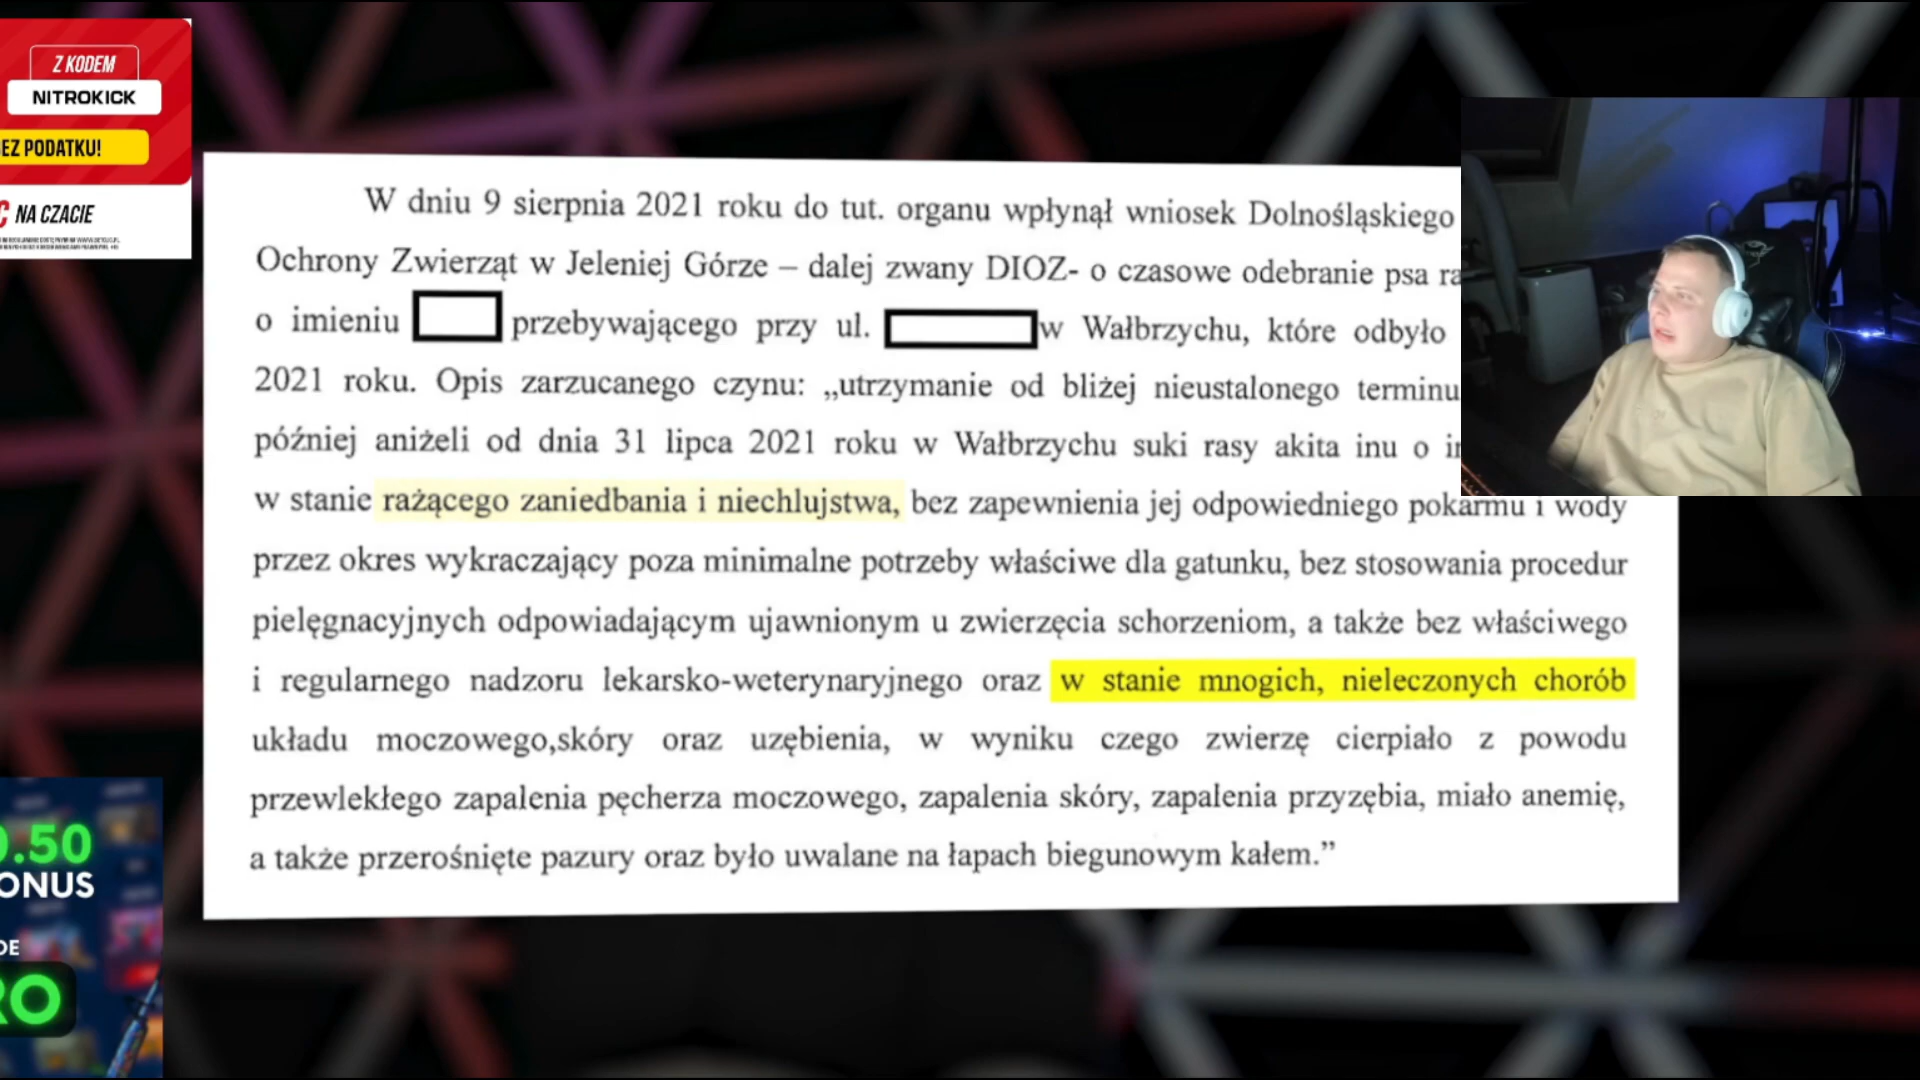 Z KODEM
NITROKICK
EZ PODATKU!
NA CZACIE
W dniu 9 sierpnia 2021 roku do tut. organu wpłynął wniosek Dolnośląskiego
Ochrony Zwierząt w Jeleniej Górze – dalej zwany DIOZ- o czasowe odebranie psa ra
o imieniu przebywającego przy ul. w Wałbrzychu, które odbyło
2021 roku. Opis zarzucanego czynu: „utrzymanie od bliżej nieustalonego terminu
później aniżeli od dnia 31 lipca 2021 roku w Wałbrzychu suki rasy akita inu o i
w stanie rażącego zaniedbania i niechlujstwa, bez zapewnienia jej odpowiedniego pokarmu i wody
przez okres wykraczający poza minimalne potrzeby właściwe dla gatunku, bez stosowania procedur
pielęgnacyjnych odpowiadającym ujawnionym u zwierzęcia schorzeniom, a także bez właściwego
i regularnego nadzoru lekarsko-weterynaryjnego oraz w stanie mnogich, nieleczonych chorób
układu moczowego,skóry oraz uzębienia, w wyniku czego zwierzę cierpiało z powodu
przewlekłego zapalenia pęcherza moczowego, zapalenia skóry, zapalenia przyzębia, miało anemię,
a także przerośnięte pazury oraz było uwalane na łapach biegunowym kałem.”
0.50
ONUS
DE
RO